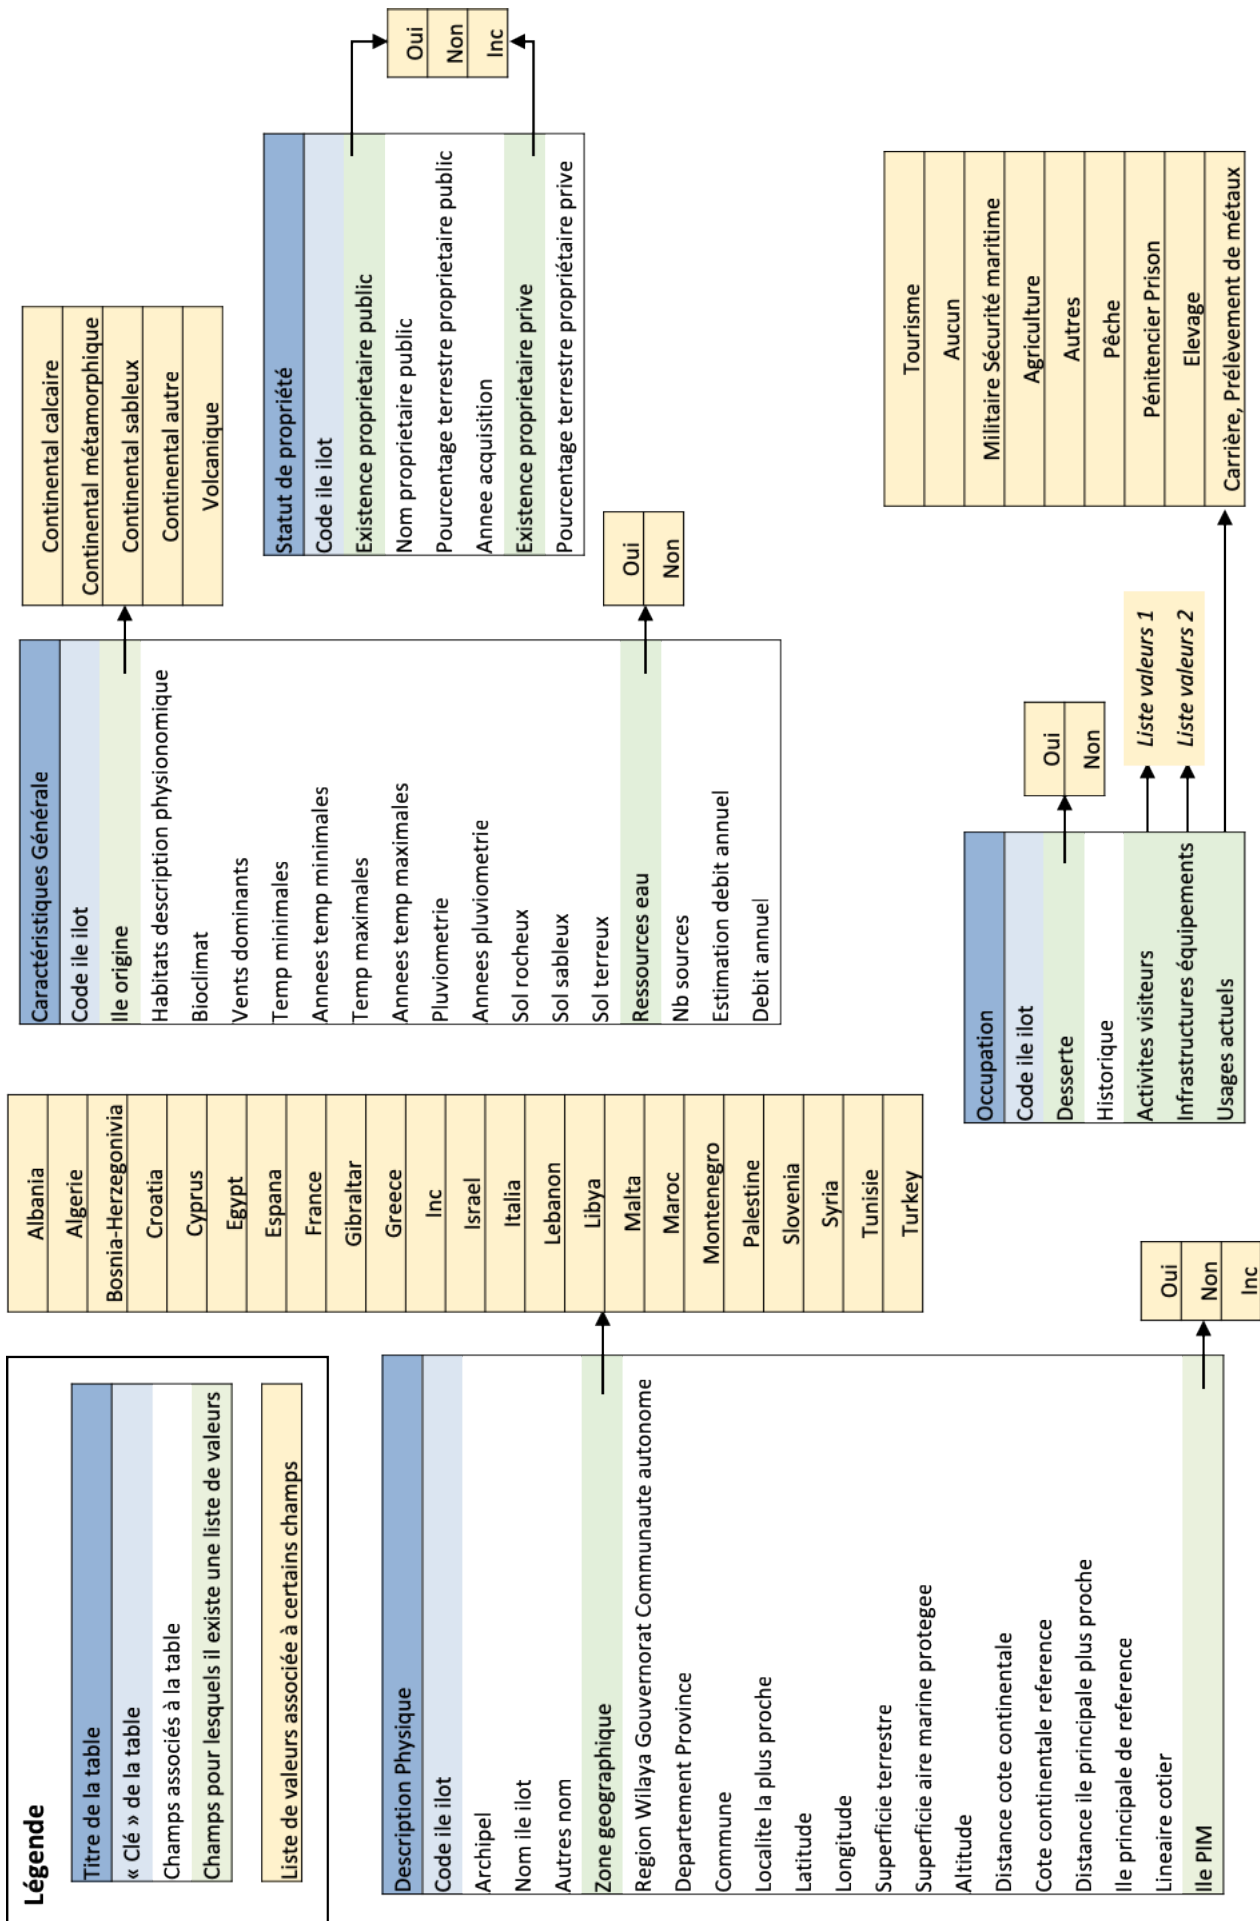 Légende
Titre de la table
« Clé » de la table
Champs associés à la table
Champs pour lesquels il existe une liste de valeurs
Liste de valeurs associée à certains champs
Description Physique
Code ile ilot
Archipel
Nom ile ilot
Autres nom
Zone geographique
Region Wilaya Gouvernorat Communaute autonome
Departement Province
Commune
Localite la plus proche
Latitude
Longitude
Superficie terrestre
Superficie aire marine protegee
Altitude
Distance cote continentale
Cote continentale reference
Distance ile principale plus proche
Ile principale de reference
Lineaire cotier
Ile PIM
Albania
Algerie
Bosnia-Herzegonivia
Croatia
Cyprus
Egypt
Espana
France
Gibraltar
Greece
Inc
Israel
Italia
Lebanon
Libya
Malta
Maroc
Montenegro
Palestine
Slovenia
Syria
Tunisie
Turkey
Oui
Non
Inc
Caractéristiques Générale
Code ile ilot
Ile origine
Habitats description physionomique
Bioclimat
Vents dominants
Temp minimales
Annees temp minimales
Temp maximales
Annees temp maximales
Pluviometrie
Annees pluviometrie
Sol rocheux
Sol sableux
Sol terreux
Ressources eau
Nb sources
Estimation debit annuel
Debit annuel
Continental calcaire
Continental métamorphique
Continental sableux
Continental autre
Volcanique
Oui
Non
Statut de propriété
Code ile ilot
Existence proprietaire public
Nom proprietaire public
Pourcentage terrestre proprietaire public
Annee acquisition
Existence proprietaire prive
Pourcentage terrestre propriétaire prive
Oui
Non
Inc
Occupation
Code ile ilot
Desserte
Historique
Activites visiteurs
Infrastructures équipements
Usages actuels
Oui
Non
Liste valeurs 1
Liste valeurs 2
Tourisme
Aucun
Militaire Sécurité maritime
Agriculture
Autres
Pêche
Pénitencier Prison
Elevage
Carrière, Prélèvement de métaux